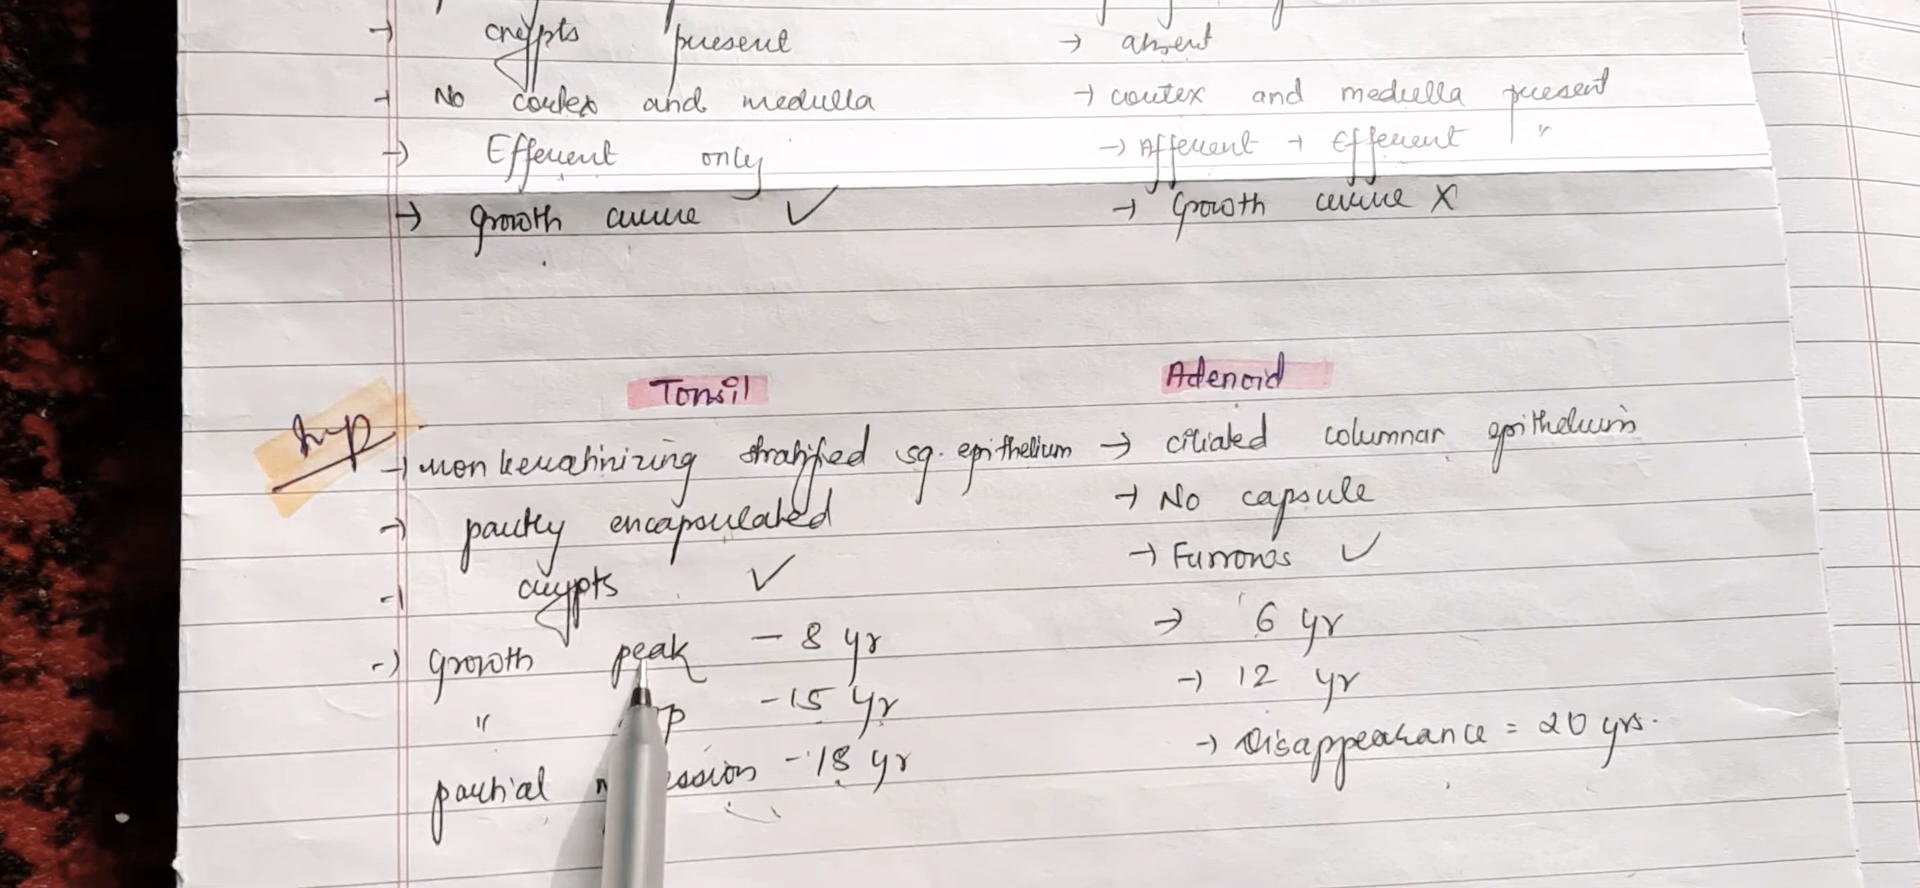 → crypts present → absent
→ No cortex and medulla → cortex and medulla present
→ Efferent only → Afferent + Efferent "
→ growth curve ✓ → Growth curve X
Tonsil Adenoid
Imp
→ non keratinizing stratified sq. epithelium → ciliated columnar epithelium
→ partly encapsulated → No capsule
→ crypts ✓ → Furrows ✓
→ growth peak - 8 yr → 6 yr
" - 15 yr → 12 yr
partial - 18 yr → Disappearance = 20 yrs.